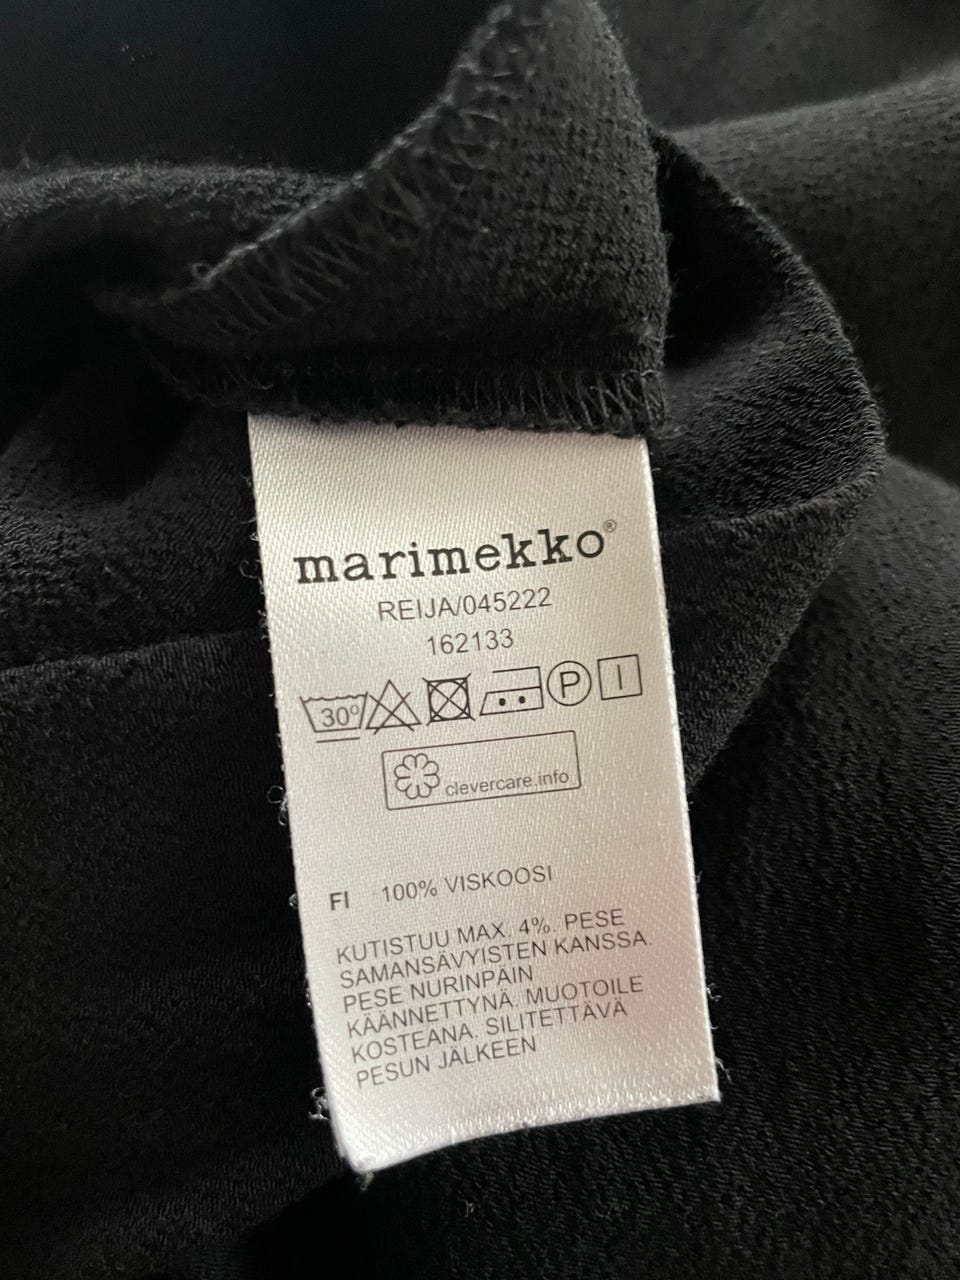 marimekko®
REIJA/045222
162133
30° P
clevercare.info
FI 100% VISKOOSI
KUTISTUU MAX. 4%. PESE
SAMANSÄVYISTEN KANSSA.
PESE NURINPÄIN
KÄÄNNETTYNÄ. MUOTOILE
KOSTEANA. SILITETTÄVÄ
PESUN JÄLKEEN